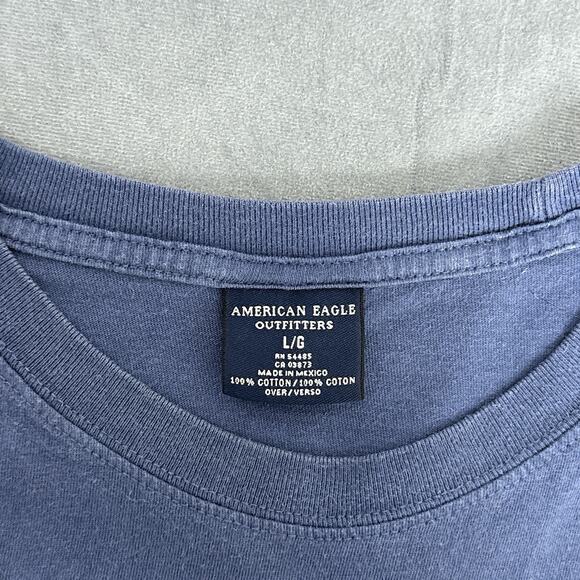 AMERICAN EAGLE
OUTFITTERS
L/G
RN 54485
CA 03873
MADE IN MEXICO
100% COTTON/100% COTON
OVER/VERSO